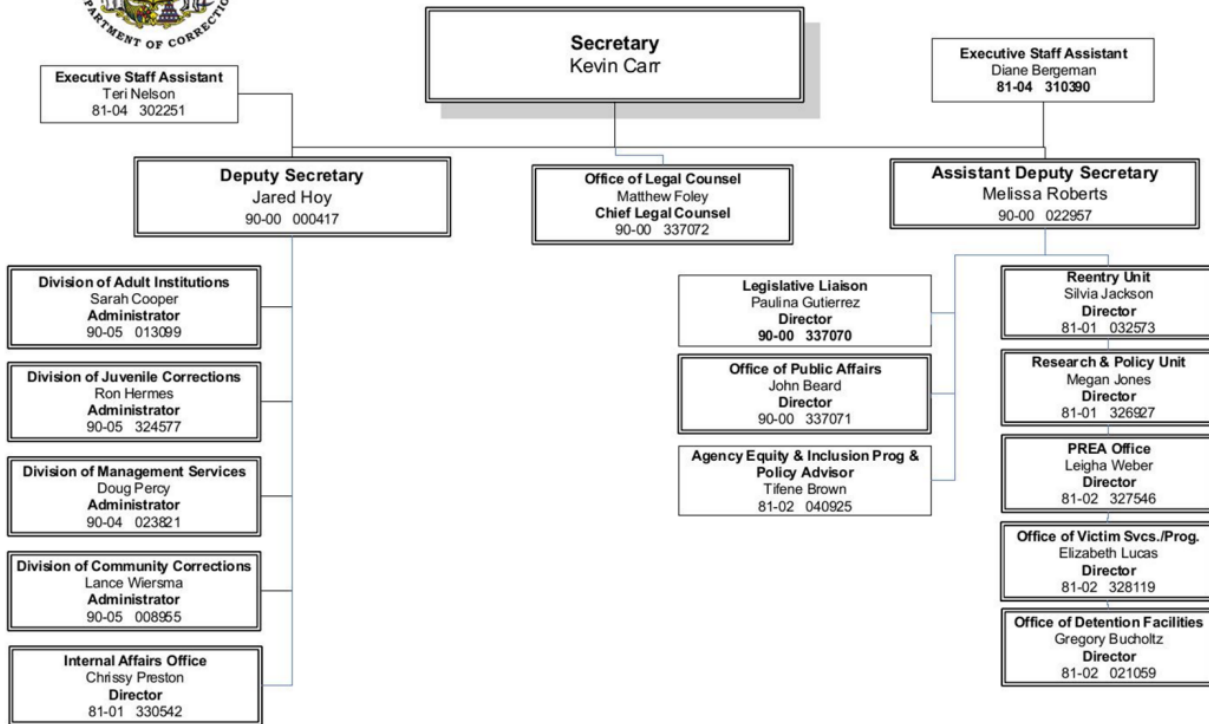 PARTMENT OF CORRECTIO
Secretary
Kevin Carr
Executive Staff Assistant
Teri Nelson
81-04 302251
Executive Staff Assistant
Diane Bergeman
81-04 310390
Deputy Secretary
Jared Hoy
90-00 000417
Office of Legal Counsel
Matthew Foley
Chief Legal Counsel
90-00 337072
Assistant Deputy Secretary
Melissa Roberts
90-00 022957
Division of Adult Institutions
Sarah Cooper
Administrator
90-05 013099
Division of Juvenile Corrections
Ron Hermes
Administrator
90-05 324577
Division of Management Services
Doug Percy
Administrator
90-04 023821
Division of Community Corrections
Lance Wiersma
Administrator
90-05 008955
Internal Affairs Office
Chrissy Preston
Director
81-01 330542
Legislative Liaison
Paulina Gutierrez
Director
90-00 337070
Office of Public Affairs
John Beard
Director
90-00 337071
Agency Equity & Inclusion Prog &
Policy Advisor
Tifene Brown
81-02 040925
Reentry Unit
Silvia Jackson
Director
81-01 032573
Research & Policy Unit
Megan Jones
Director
81-01 326927
PREA Office
Leigha Weber
Director
81-02 327546
Office of Victim Svcs./Prog.
Elizabeth Lucas
Director
81-02 328119
Office of Detention Facilities
Gregory Bucholtz
Director
81-02 021059